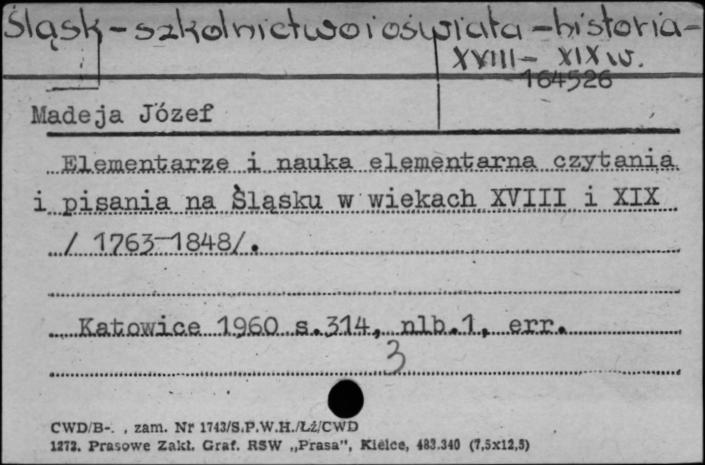 Śląsk – szkolnictwo i oświata – historia –
XVIII – XIX w.
164526
Madeja Józef
Elementarze i nauka elementarna czytania
i pisania na Śląsku w wiekach XVIII i XIX
/ 1763-1848/.
Katowice 1960 s.314, nlb.1, err.
3
CWD/B-. , zam. Nr 1743/S.P.W.H./Łź/CWD
1272. Prasowe Zakł. Graf. RSW „Prasa", Kielce, 483.340 (7,5x12,5)